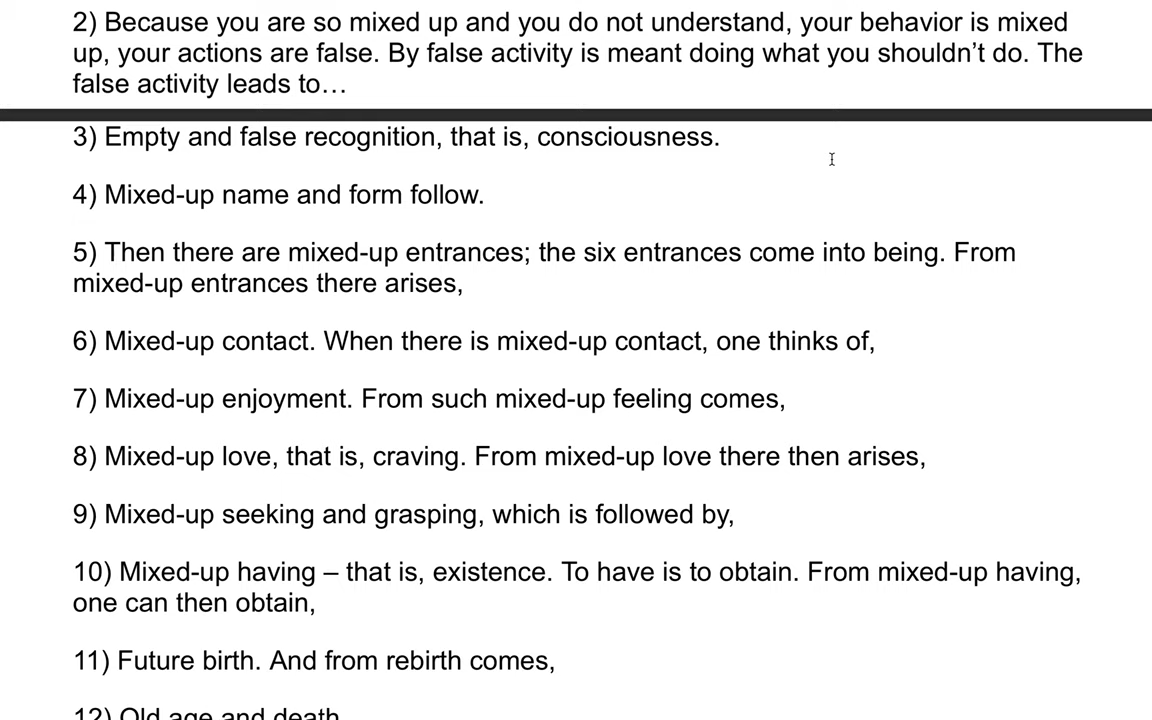 2) Because you are so mixed up and you do not understand, your behavior is mixed
up, your actions are false. By false activity is meant doing what you shouldn’t do. The
false activity leads to…
3) Empty and false recognition, that is, consciousness.
4) Mixed-up name and form follow.
5) Then there are mixed-up entrances; the six entrances come into being. From
mixed-up entrances there arises,
6) Mixed-up contact. When there is mixed-up contact, one thinks of,
7) Mixed-up enjoyment. From such mixed-up feeling comes,
8) Mixed-up love, that is, craving. From mixed-up love there then arises,
9) Mixed-up seeking and grasping, which is followed by,
10) Mixed-up having – that is, existence. To have is to obtain. From mixed-up having,
one can then obtain,
11) Future birth. And from rebirth comes,
12) Old age and death